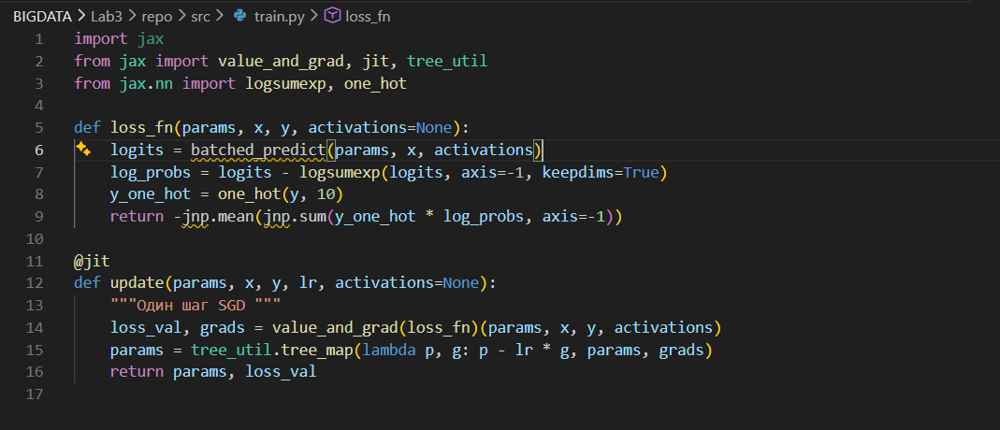 BIGDATA > Lab3 > repo > src > train.py > loss_fn
1 import jax
2 from jax import value_and_grad, jit, tree_util
3 from jax.nn import logsumexp, one_hot
4
5 def loss_fn(params, x, y, activations=None):
6     logits = batched_predict(params, x, activations)
7     log_probs = logits - logsumexp(logits, axis=-1, keepdims=True)
8     y_one_hot = one_hot(y, 10)
9     return -jnp.mean(jnp.sum(y_one_hot * log_probs, axis=-1))
10
11 @jit
12 def update(params, x, y, lr, activations=None):
13     """Один шаг SGD """
14     loss_val, grads = value_and_grad(loss_fn)(params, x, y, activations)
15     params = tree_util.tree_map(lambda p, g: p - lr * g, params, grads)
16     return params, loss_val
17